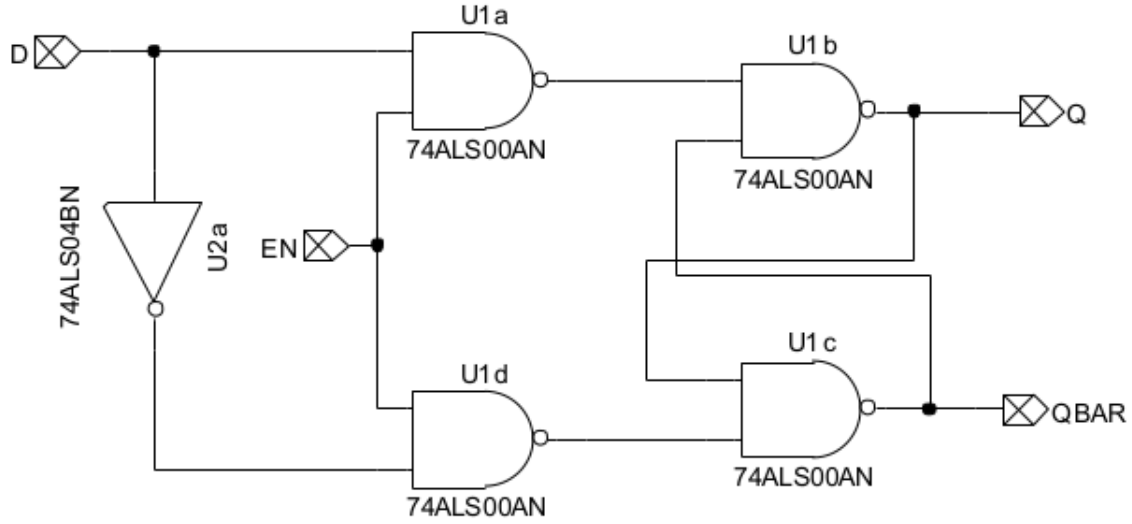 U1a
D
U1b
Q
74ALS00AN
74ALS00AN
74ALS04BN
U2a
EN
U1c
U1d
QBAR
74ALS00AN
74ALS00AN